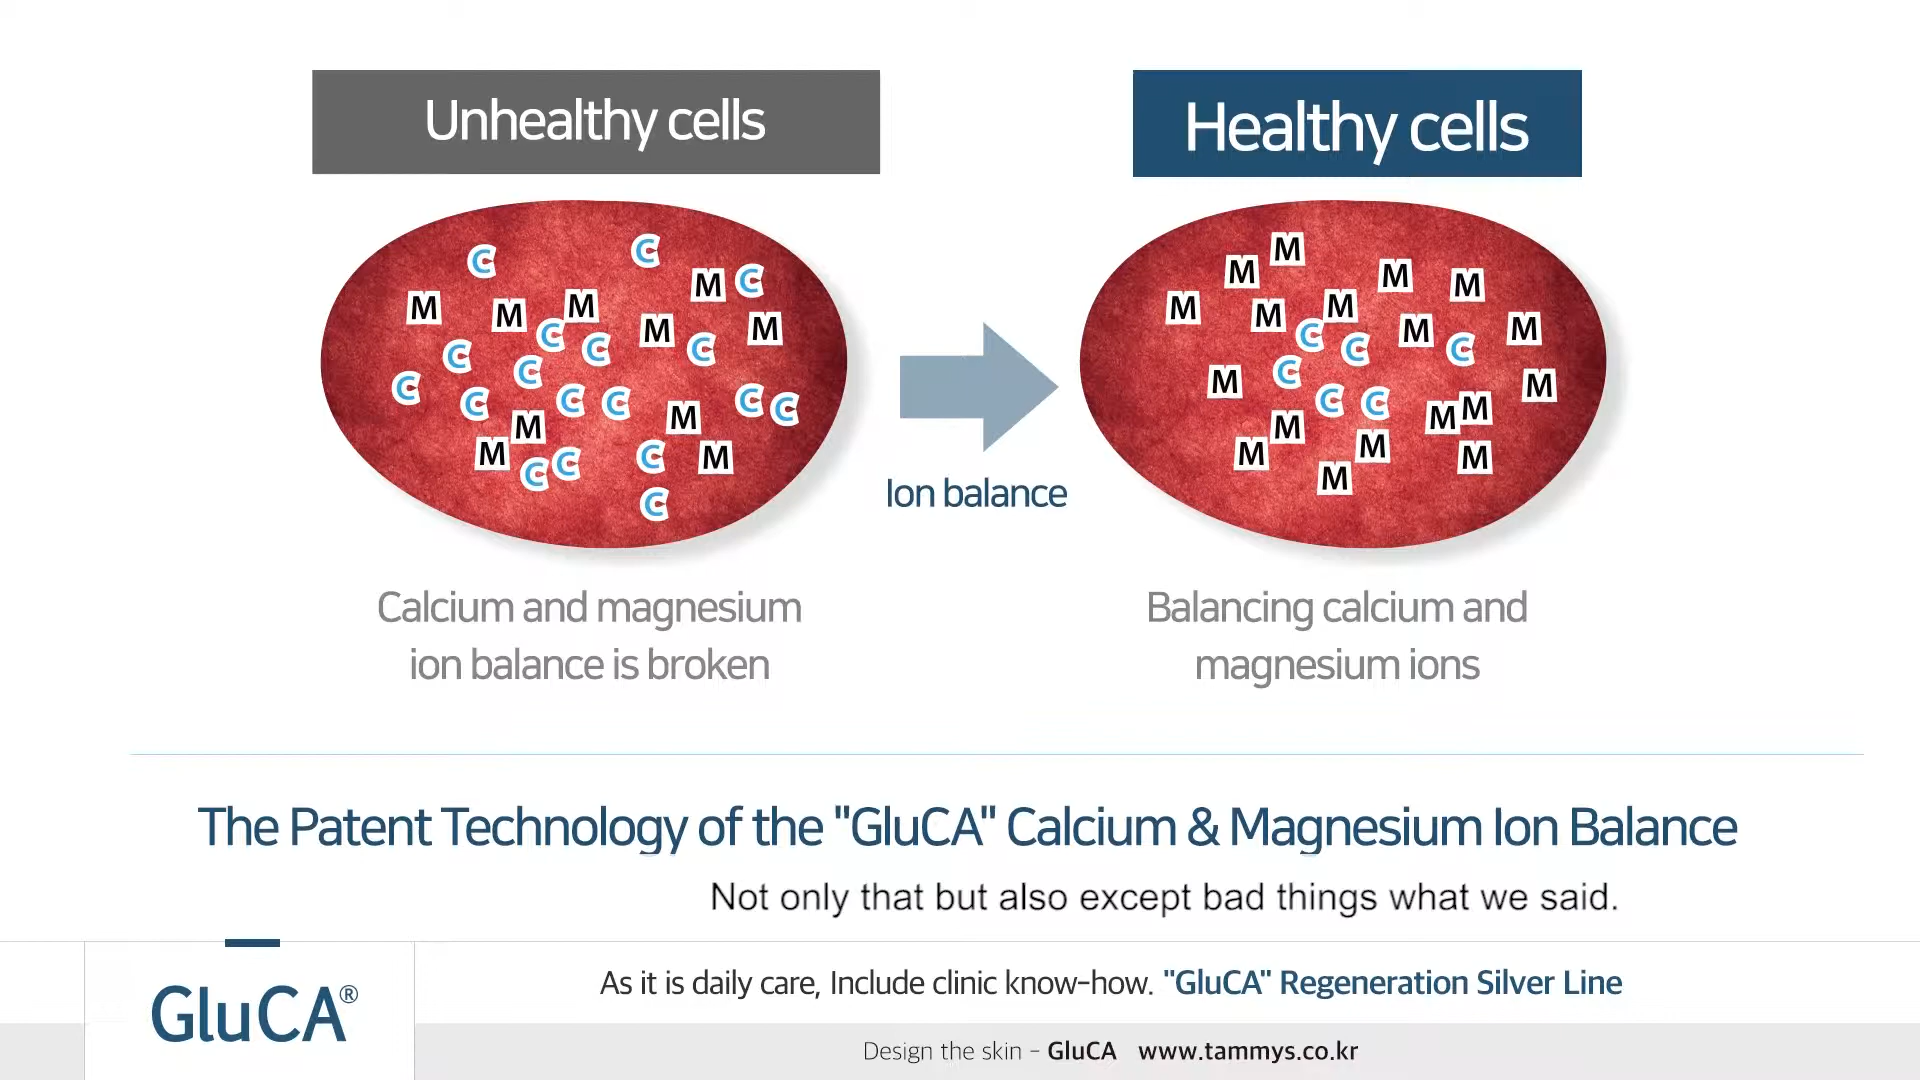 Unhealthy cells
Healthy cells
C C M C M M M C M C M C C C C C C C C M C C M M C C C M C
M M M M M M M C M C C M M C M C C M M M M M M M
Ion balance
Calcium and magnesium
ion balance is broken
Balancing calcium and
magnesium ions
The Patent Technology of the "GluCA" Calcium & Magnesium Ion Balance
Not only that but also except bad things what we said.
GluCA®
As it is daily care, Include clinic know-how. "GluCA" Regeneration Silver Line
Design the skin - GluCA www.tammys.co.kr